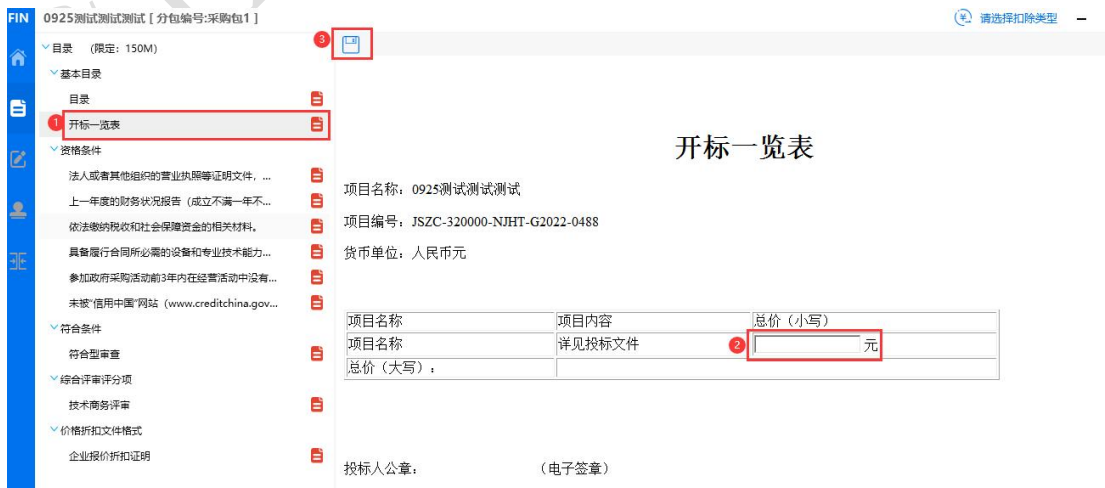 FIN 0925测试测试测试 [ 分包编号:采购包1 ] 请选择扣除类型
目录 (限定: 150M)
3
基本目录
目录
1 开标一览表
资格条件
法人或者其他组织的营业执照等证明文件, ...
上一年度的财务状况报告 (成立不满一年不...
依法缴纳税收和社会保障资金的相关材料。
具备履行合同所必需的设备和专业技术能力...
参加政府采购活动前3年内在经营活动中没有...
未被“信用中国”网站 (www.creditchina.gov...
符合条件
符合型审查
综合评审评分项
技术商务评审
价格折扣文件格式
企业报价折扣证明
开标一览表
项目名称: 0925测试测试测试
项目编号: JSZC-320000-NJHT-G2022-0488
货币单位: 人民币元
项目名称 项目内容 总价 (小写)
项目名称 详见投标文件 2 元
总价 (大写) :
投标人公章: (电子签章)